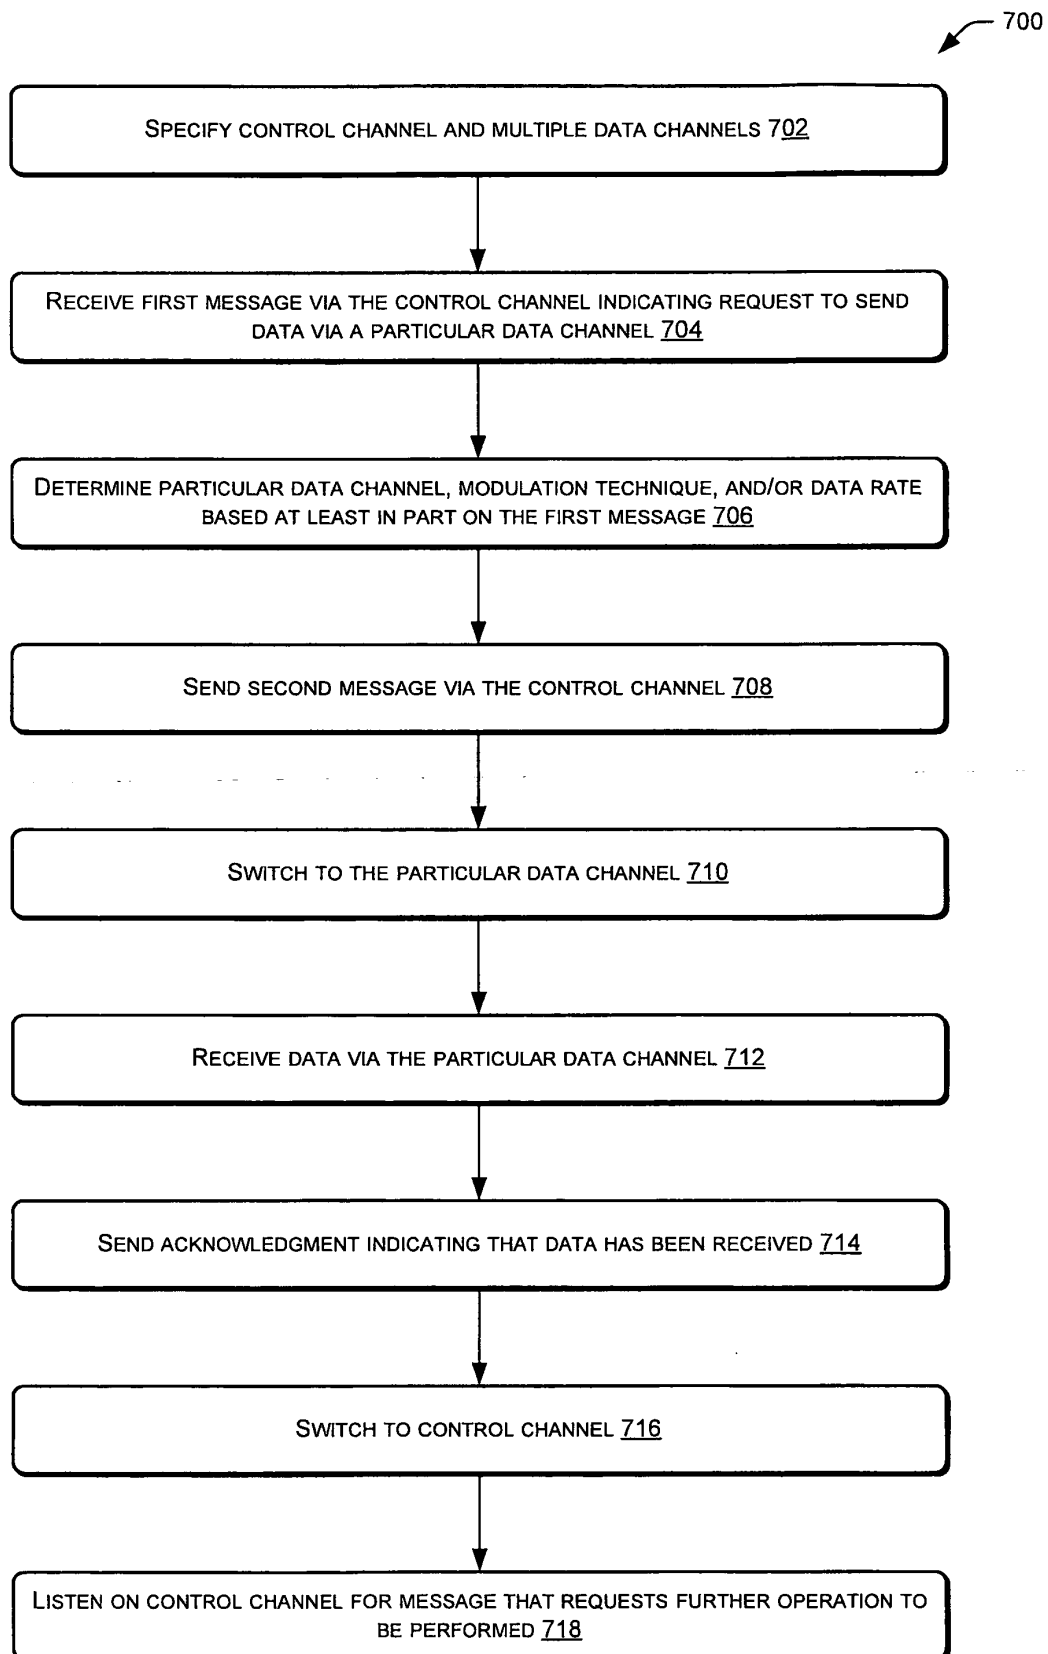 700
SPECIFY CONTROL CHANNEL AND MULTIPLE DATA CHANNELS 702
RECEIVE FIRST MESSAGE VIA THE CONTROL CHANNEL INDICATING REQUEST TO SEND
DATA VIA A PARTICULAR DATA CHANNEL 704
DETERMINE PARTICULAR DATA CHANNEL, MODULATION TECHNIQUE, AND/OR DATA RATE
BASED AT LEAST IN PART ON THE FIRST MESSAGE 706
SEND SECOND MESSAGE VIA THE CONTROL CHANNEL 708
SWITCH TO THE PARTICULAR DATA CHANNEL 710
RECEIVE DATA VIA THE PARTICULAR DATA CHANNEL 712
SEND ACKNOWLEDGMENT INDICATING THAT DATA HAS BEEN RECEIVED 714
SWITCH TO CONTROL CHANNEL 716
LISTEN ON CONTROL CHANNEL FOR MESSAGE THAT REQUESTS FURTHER OPERATION TO
BE PERFORMED 718